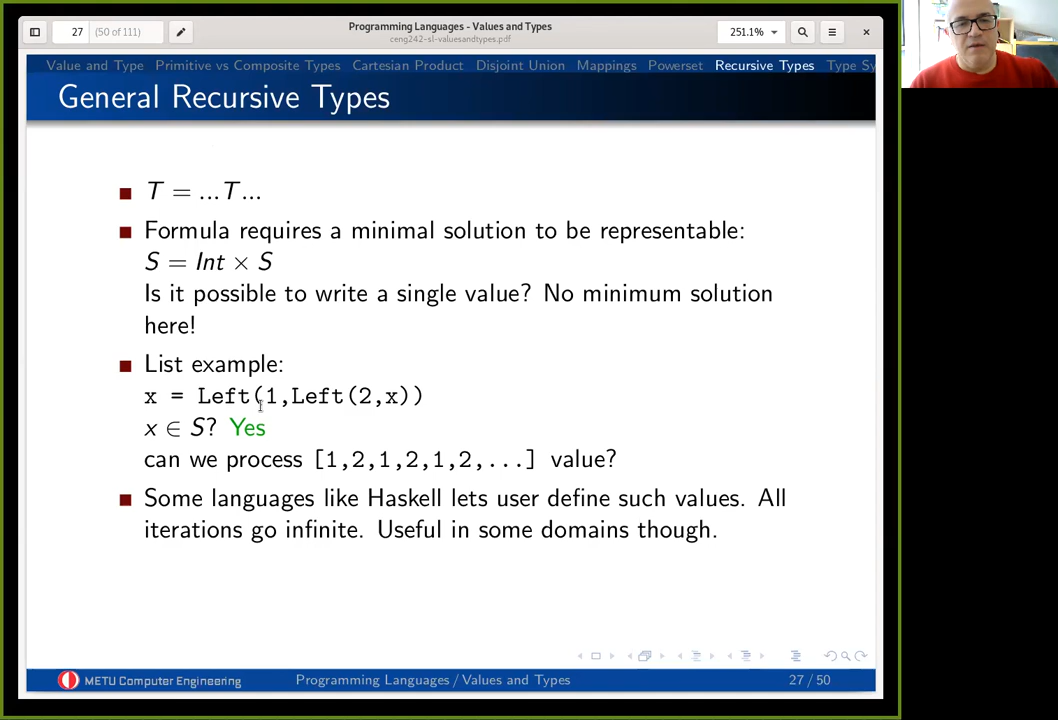 27
(50 of 111)
Programming Languages - Values and Types
ceng242-sl-valuesandtypes.pdf
251.1%
Value and Type Primitive vs Composite Types Cartesian Product Disjoint Union Mappings Powerset Recursive Types Type Sy
General Recursive Types
T = ...T...
Formula requires a minimal solution to be representable:
S = Int × S
Is it possible to write a single value? No minimum solution
here!
List example:
x = Left(1,Left(2,x))
x ∈ S? Yes
can we process [1,2,1,2,1,2,...] value?
Some languages like Haskell lets user define such values. All
iterations go infinite. Useful in some domains though.
METU Computer Engineering
Programming Languages / Values and Types
27 / 50